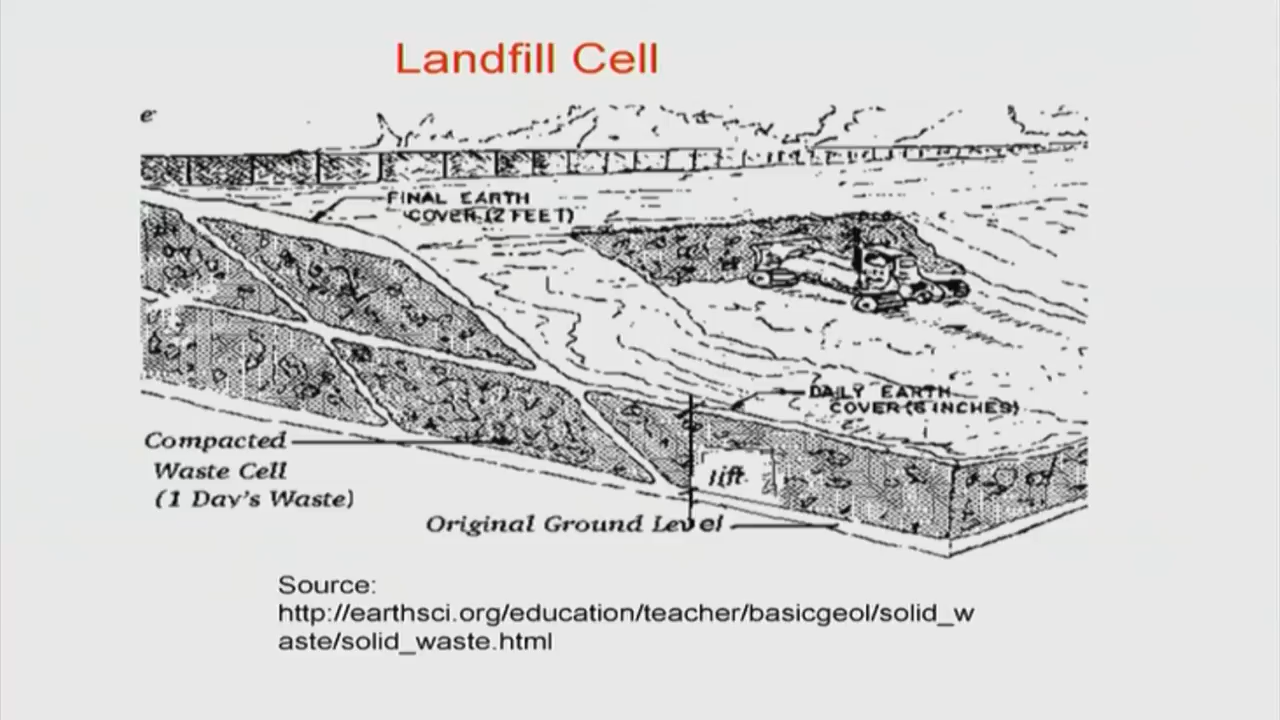 Landfill Cell
e
FINAL EARTH
COVER (2 FEET)
DAILY EARTH
COVER (6 INCHES)
Compacted
Waste Cell
(1 Day's Waste)
lift
Original Ground Level
Source:
http://earthsci.org/education/teacher/basicgeol/solid_w
aste/solid_waste.html